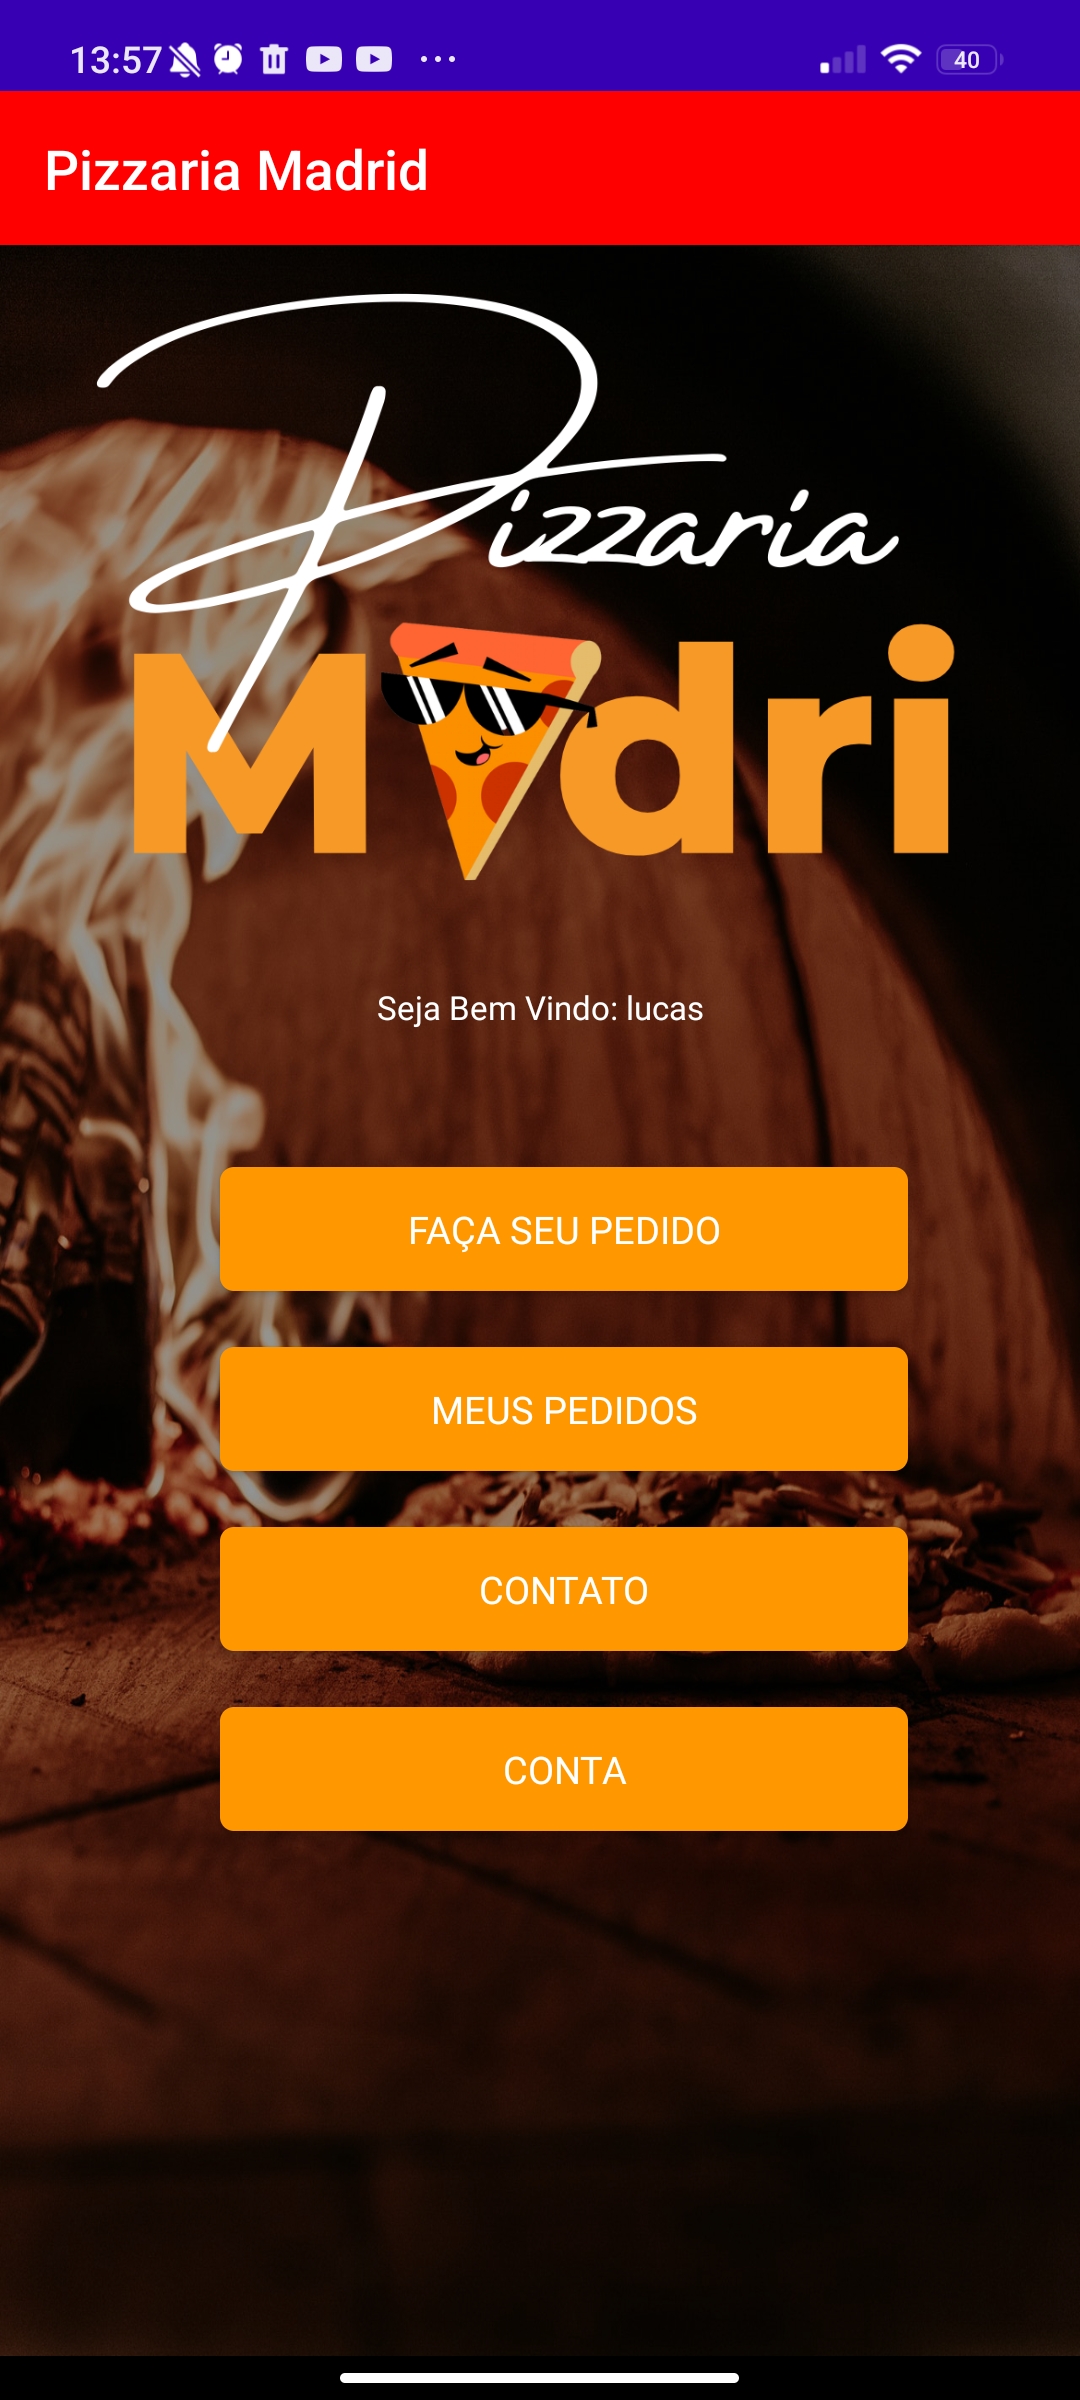 13:57
40
Pizzaria Madrid
Pizzaria
Madri
Seja Bem Vindo: lucas
FAÇA SEU PEDIDO
MEUS PEDIDOS
CONTATO
CONTA